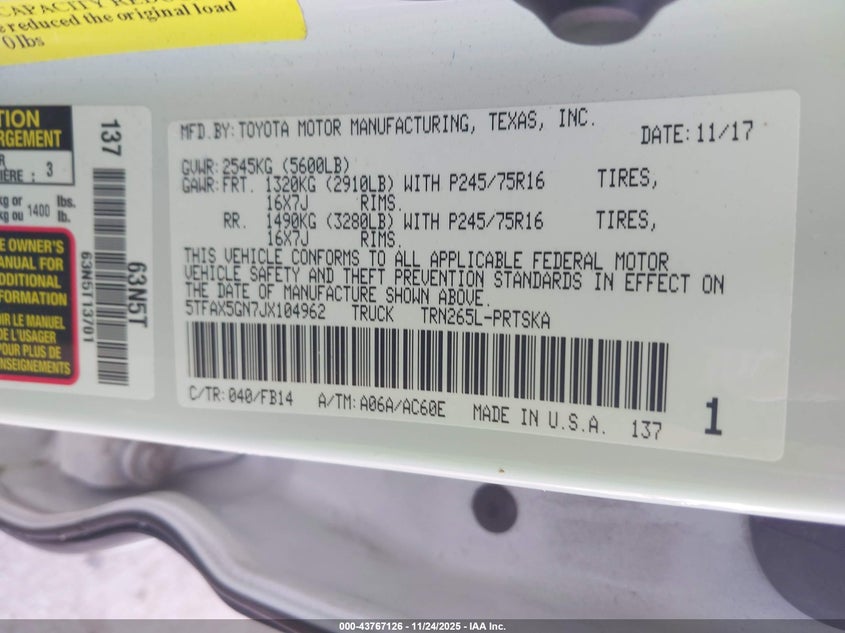 CAPACITY
e reduced the original load
0 lbs
TION
RGEMENT
R
IÈRE : 3
kg or lbs.
kg ou 1400 lb.
E OWNER'S
MANUAL FOR
ADDITIONAL
FORMATION
IR LE MANUEL
DE L'USAGER
POUR PLUS DE
NSEIGNEMENTS
137
63N5T13701
63N5T
MFD.BY:TOYOTA MOTOR MANUFACTURING, TEXAS, INC.
DATE:11/17
GVWR:2545KG (5600LB)
GAWR:FRT. 1320KG (2910LB) WITH P245/75R16 TIRES,
16X7J RIMS.
RR. 1490KG (3280LB) WITH P245/75R16 TIRES,
16X7J RIMS.
THIS VEHICLE CONFORMS TO ALL APPLICABLE FEDERAL MOTOR
VEHICLE SAFETY AND THEFT PREVENTION STANDARDS IN EFFECT ON
THE DATE OF MANUFACTURE SHOWN ABOVE.
5TFAX5GN7JX104962 TRUCK TRN265L-PRTSKA
C/TR:040/FB14 A/TM:A06A/AC60E MADE IN U.S.A. 137 1
000-43767126 - 11/24/2025 - IAA Inc.